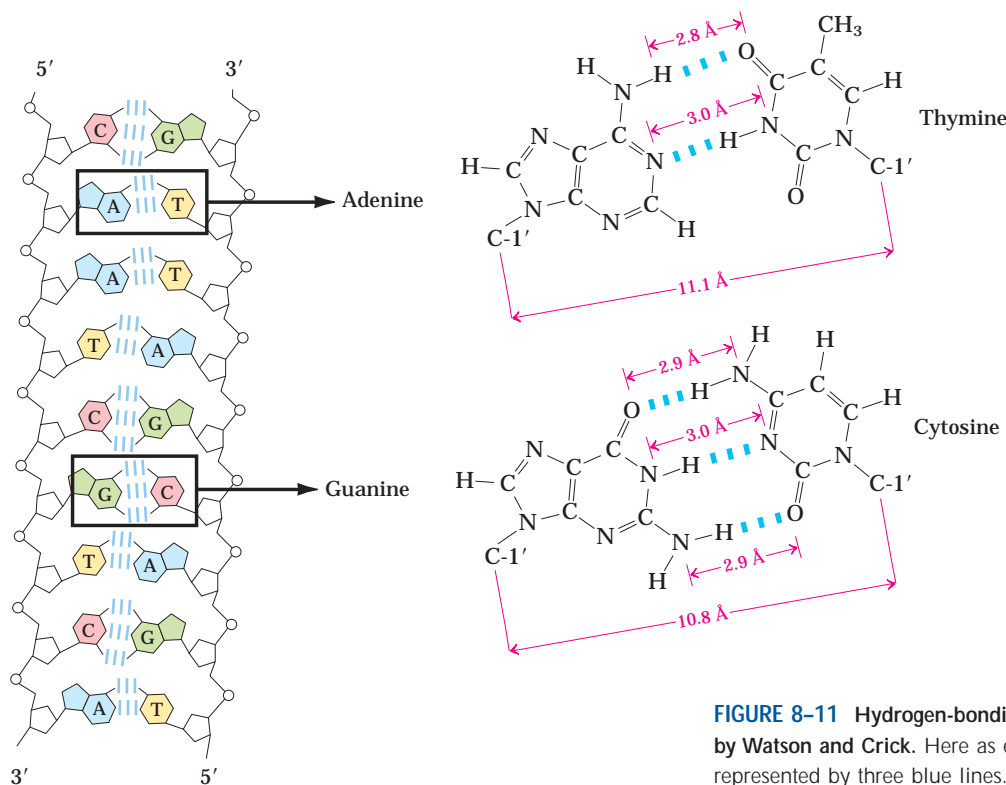 5′ 3′
C G
A T
Adenine
A T
T A
C G
G C
Guanine
T A
C G
A T
3′ 5′
2.8 Å
H
H
O
CH3
N
C
C
H
3.0 Å
C
C
Thymine
N
C
C
N
H
N
N
H
C
C
C
C-1′
N
C
O
N
C
H
C-1′
11.1 Å
H
H
2.9 Å
H
N
C
H
O
C
C
Cytosine
3.0 Å
N
C
C
N
H
N
N
H
C
C
C
C-1′
N
C
O
N
N
H
C-1′
H
2.9 Å
10.8 Å
FIGURE 8–11 Hydrogen-bondi
by Watson and Crick. Here as e
represented by three blue lines.